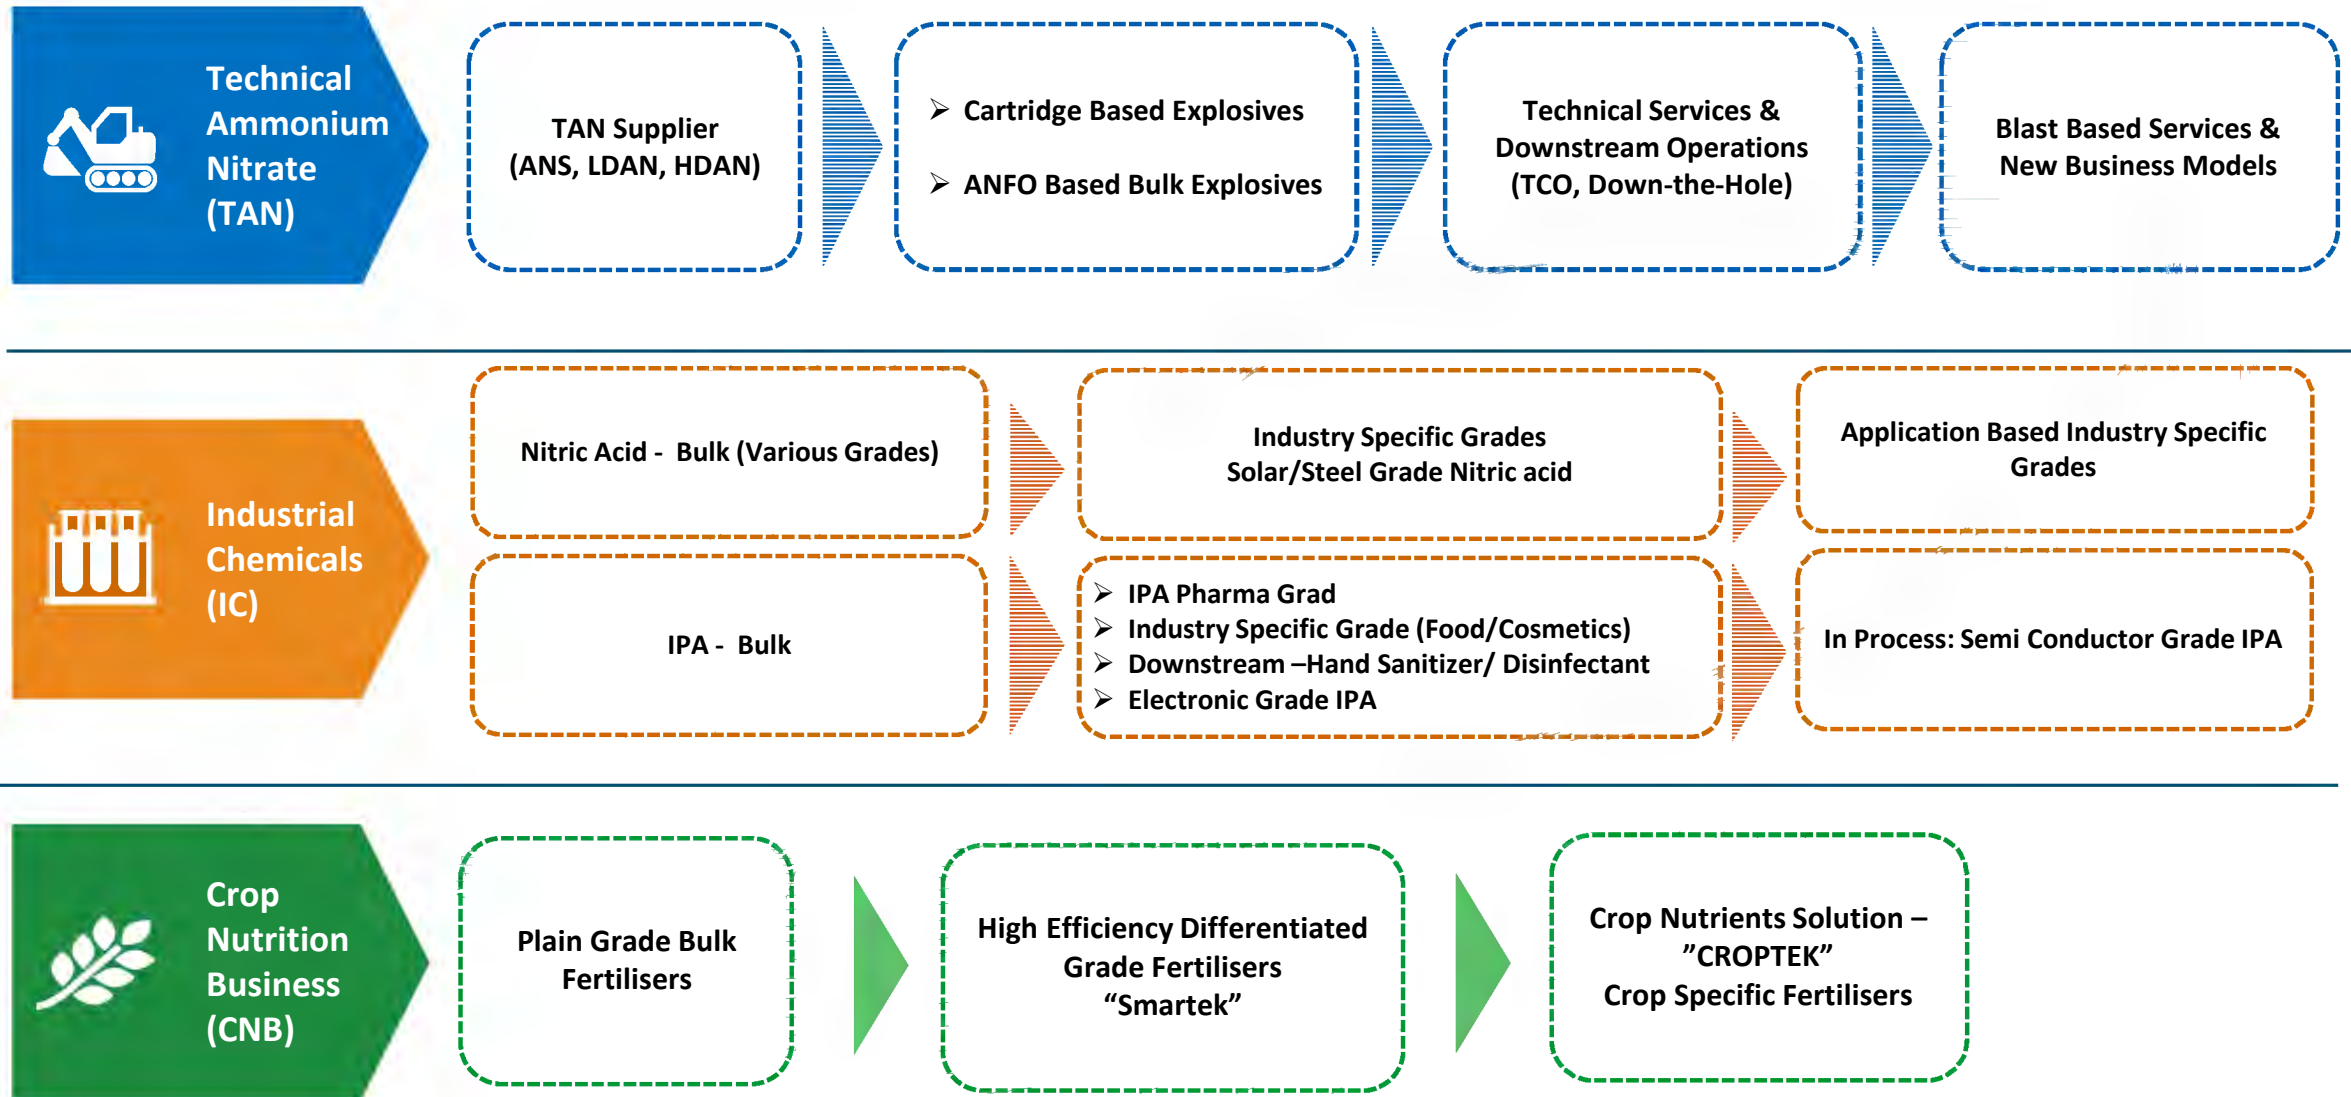 Technical
Ammonium
Nitrate
(TAN)
TAN Supplier
(ANS, LDAN, HDAN)
➢ Cartridge Based Explosives
➢ ANFO Based Bulk Explosives
Technical Services &
Downstream Operations
(TCO, Down-the-Hole)
Blast Based Services &
New Business Models
Industrial
Chemicals
(IC)
Nitric Acid - Bulk (Various Grades)
Industry Specific Grades
Solar/Steel Grade Nitric acid
Application Based Industry Specific
Grades
IPA - Bulk
➢ IPA Pharma Grad
➢ Industry Specific Grade (Food/Cosmetics)
➢ Downstream –Hand Sanitizer/ Disinfectant
➢ Electronic Grade IPA
In Process: Semi Conductor Grade IPA
Crop
Nutrition
Business
(CNB)
Plain Grade Bulk
Fertilisers
High Efficiency Differentiated
Grade Fertilisers
“Smartek”
Crop Nutrients Solution –
”CROPTEK”
Crop Specific Fertilisers